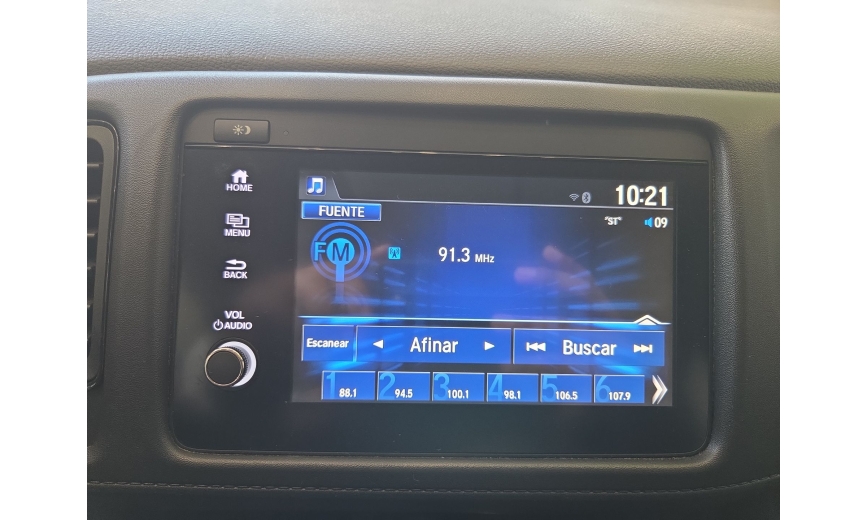 HOME
MENU
BACK
VOL
AUDIO
10:21
FUENTE
"ST"
09
FM
91.3 MHz
Escanear
Afinar
Buscar
1 88.1
2 94.5
3 100.1
4 98.1
5 106.5
6 107.9